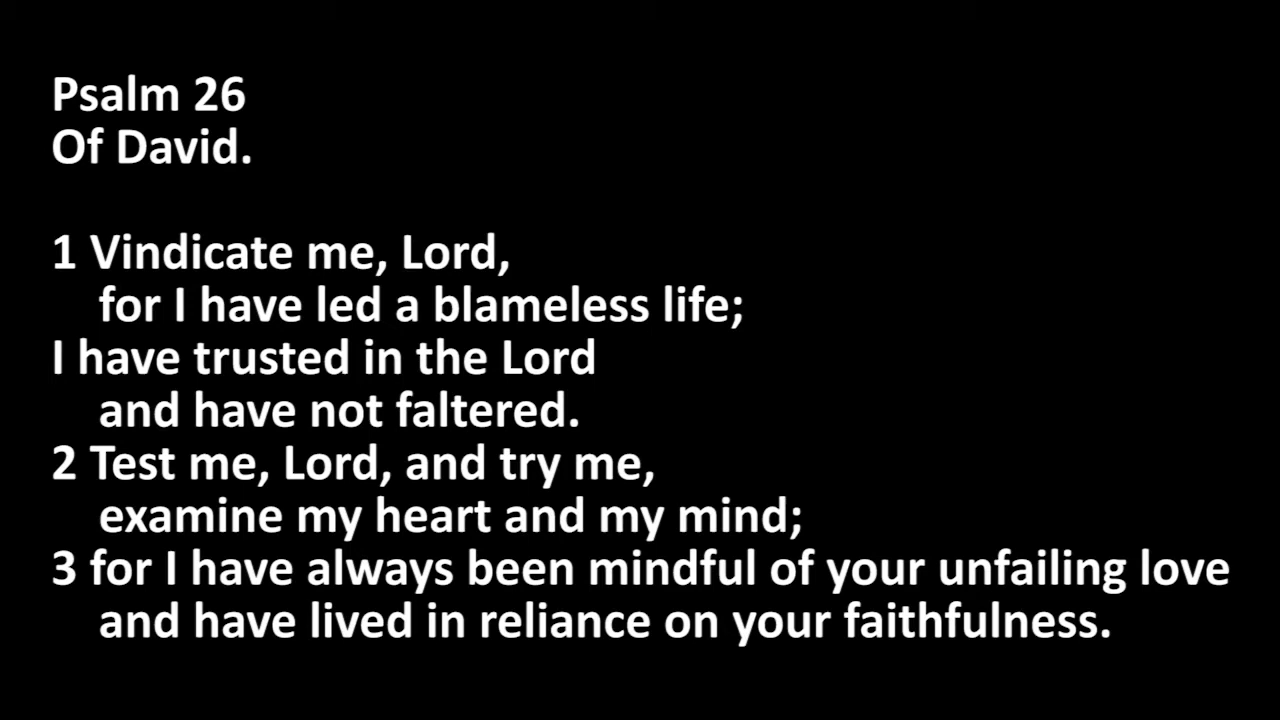 Psalm 26
Of David.
1 Vindicate me, Lord,
for I have led a blameless life;
I have trusted in the Lord
and have not faltered.
2 Test me, Lord, and try me,
examine my heart and my mind;
3 for I have always been mindful of your unfailing love
and have lived in reliance on your faithfulness.